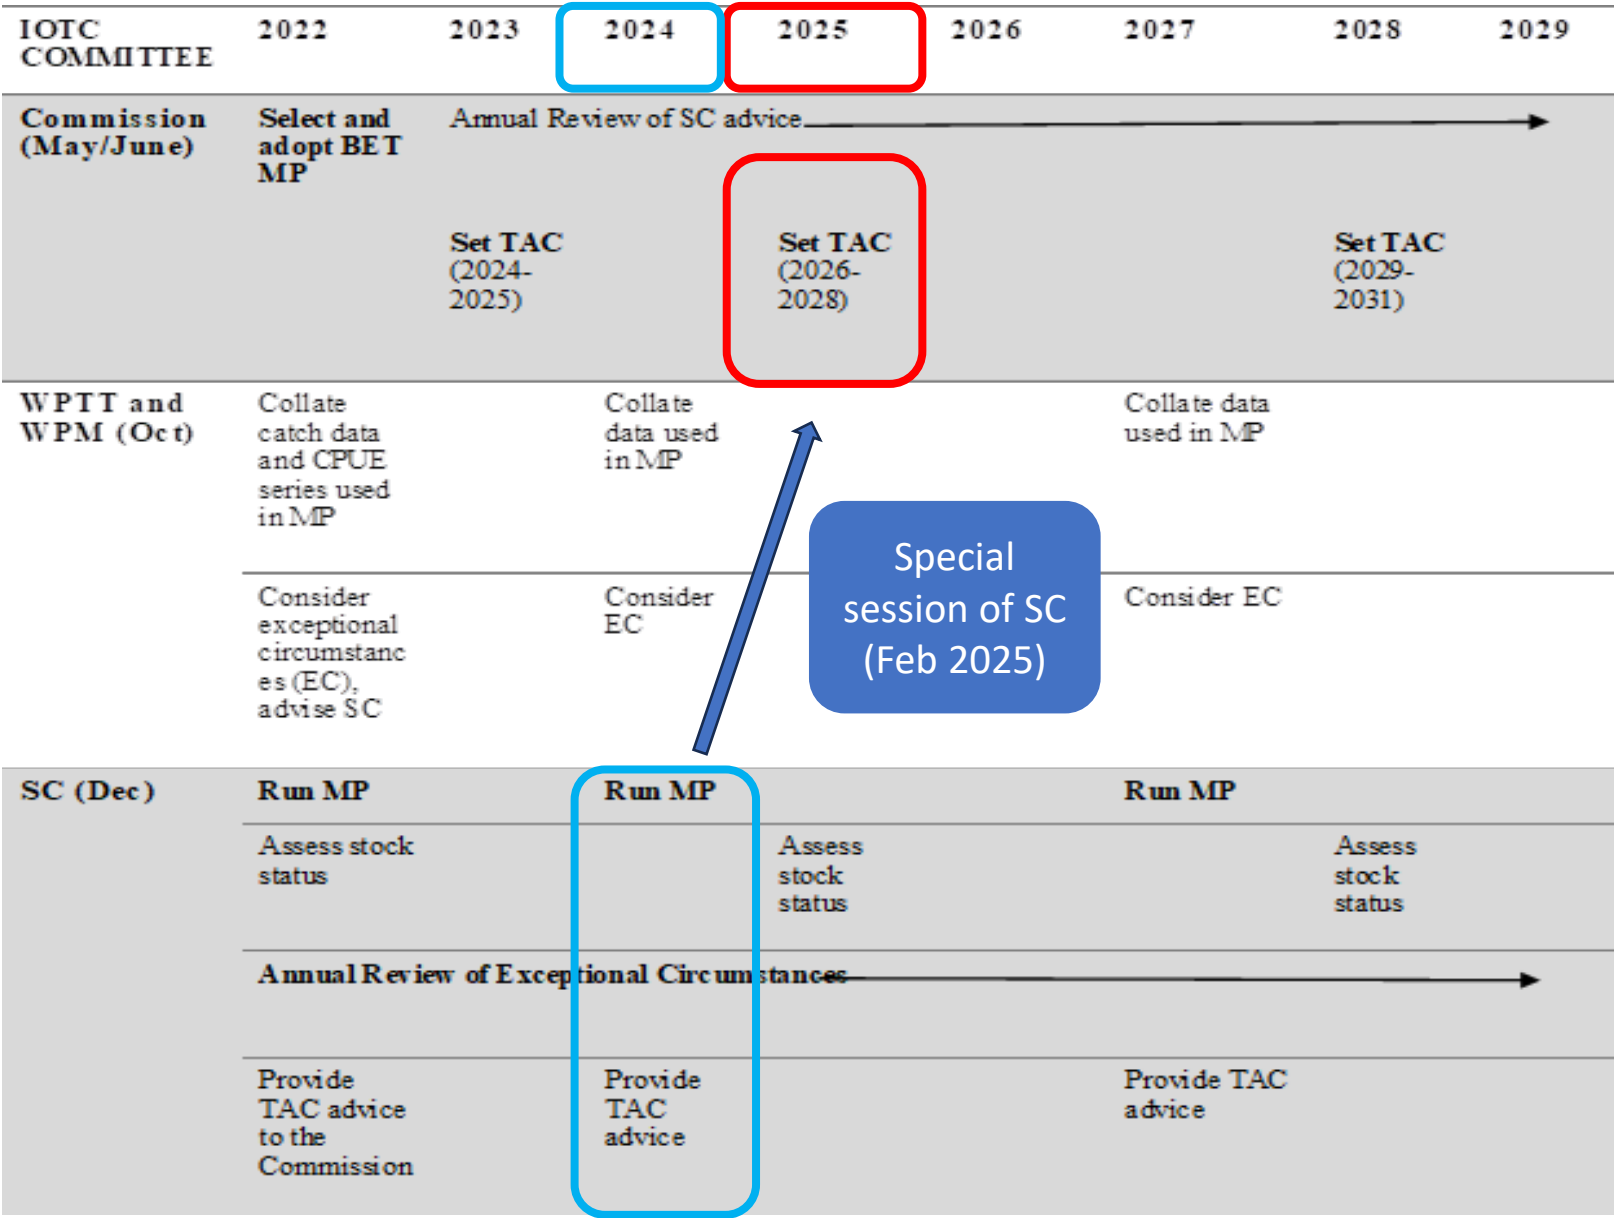 IOTC COMMITTEE
2022
2023
2024
2025
2026
2027
2028
2029
Commission
(May/June)
Select and
adopt BET
MP
Annual Review of SC advice
Set TAC
(2024-
2025)
Set TAC
(2026-
2028)
Set TAC
(2029-
2031)
WPTT and
WPM (Oct)
Collate
catch data
and CPUE
series used
in MP
Collate
data used
in MP
Collate data
used in MP
Consider
exceptional
circumstanc
es (EC),
advise SC
Consider
EC
Consider EC
Special
session of SC
(Feb 2025)
SC (Dec)
Run MP
Run MP
Run MP
Assess stock
status
Assess
stock
status
Assess
stock
status
Annual Review of Exceptional Circumstances
Provide
TAC advice
to the
Commission
Provide
TAC
advice
Provide TAC
advice